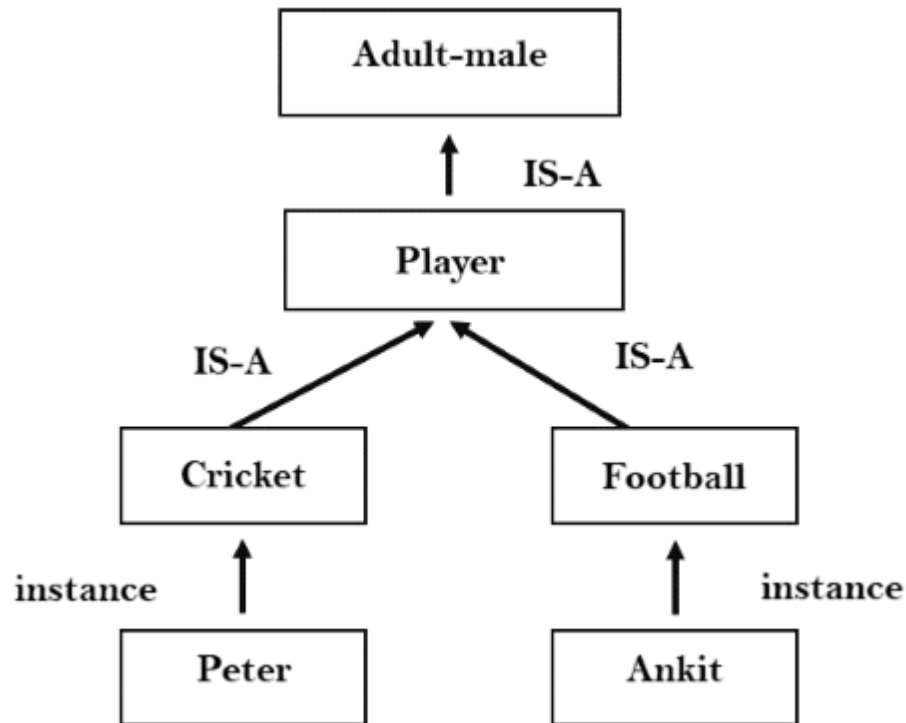 Adult-male
IS-A
Player
IS-A
IS-A
Cricket
Football
instance
instance
Peter
Ankit